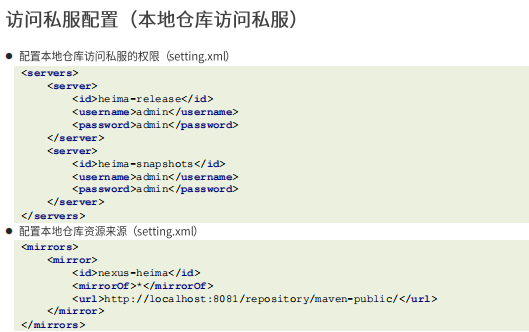 访问私服配置（本地仓库访问私服）
● 配置本地仓库访问私服的权限（setting.xml）
<servers>
<server>
<id>heima-release</id>
<username>admin</username>
<password>admin</password>
</server>
<server>
<id>heima-snapshots</id>
<username>admin</username>
<password>admin</password>
</server>
</servers>
● 配置本地仓库资源来源（setting.xml）
<mirrors>
<mirror>
<id>nexus-heima</id>
<mirrorOf>*</mirrorOf>
<url>http://localhost:8081/repository/maven-public/</url>
</mirror>
</mirrors>